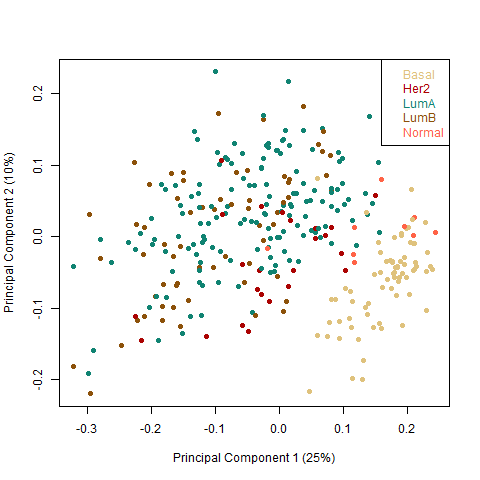 Basal
Her2
LumA
LumB
Normal
0.2
0.1
0.0
-0.1
-0.2
Principal Component 2 (10%)
-0.3 -0.2 -0.1 0.0 0.1 0.2
Principal Component 1 (25%)